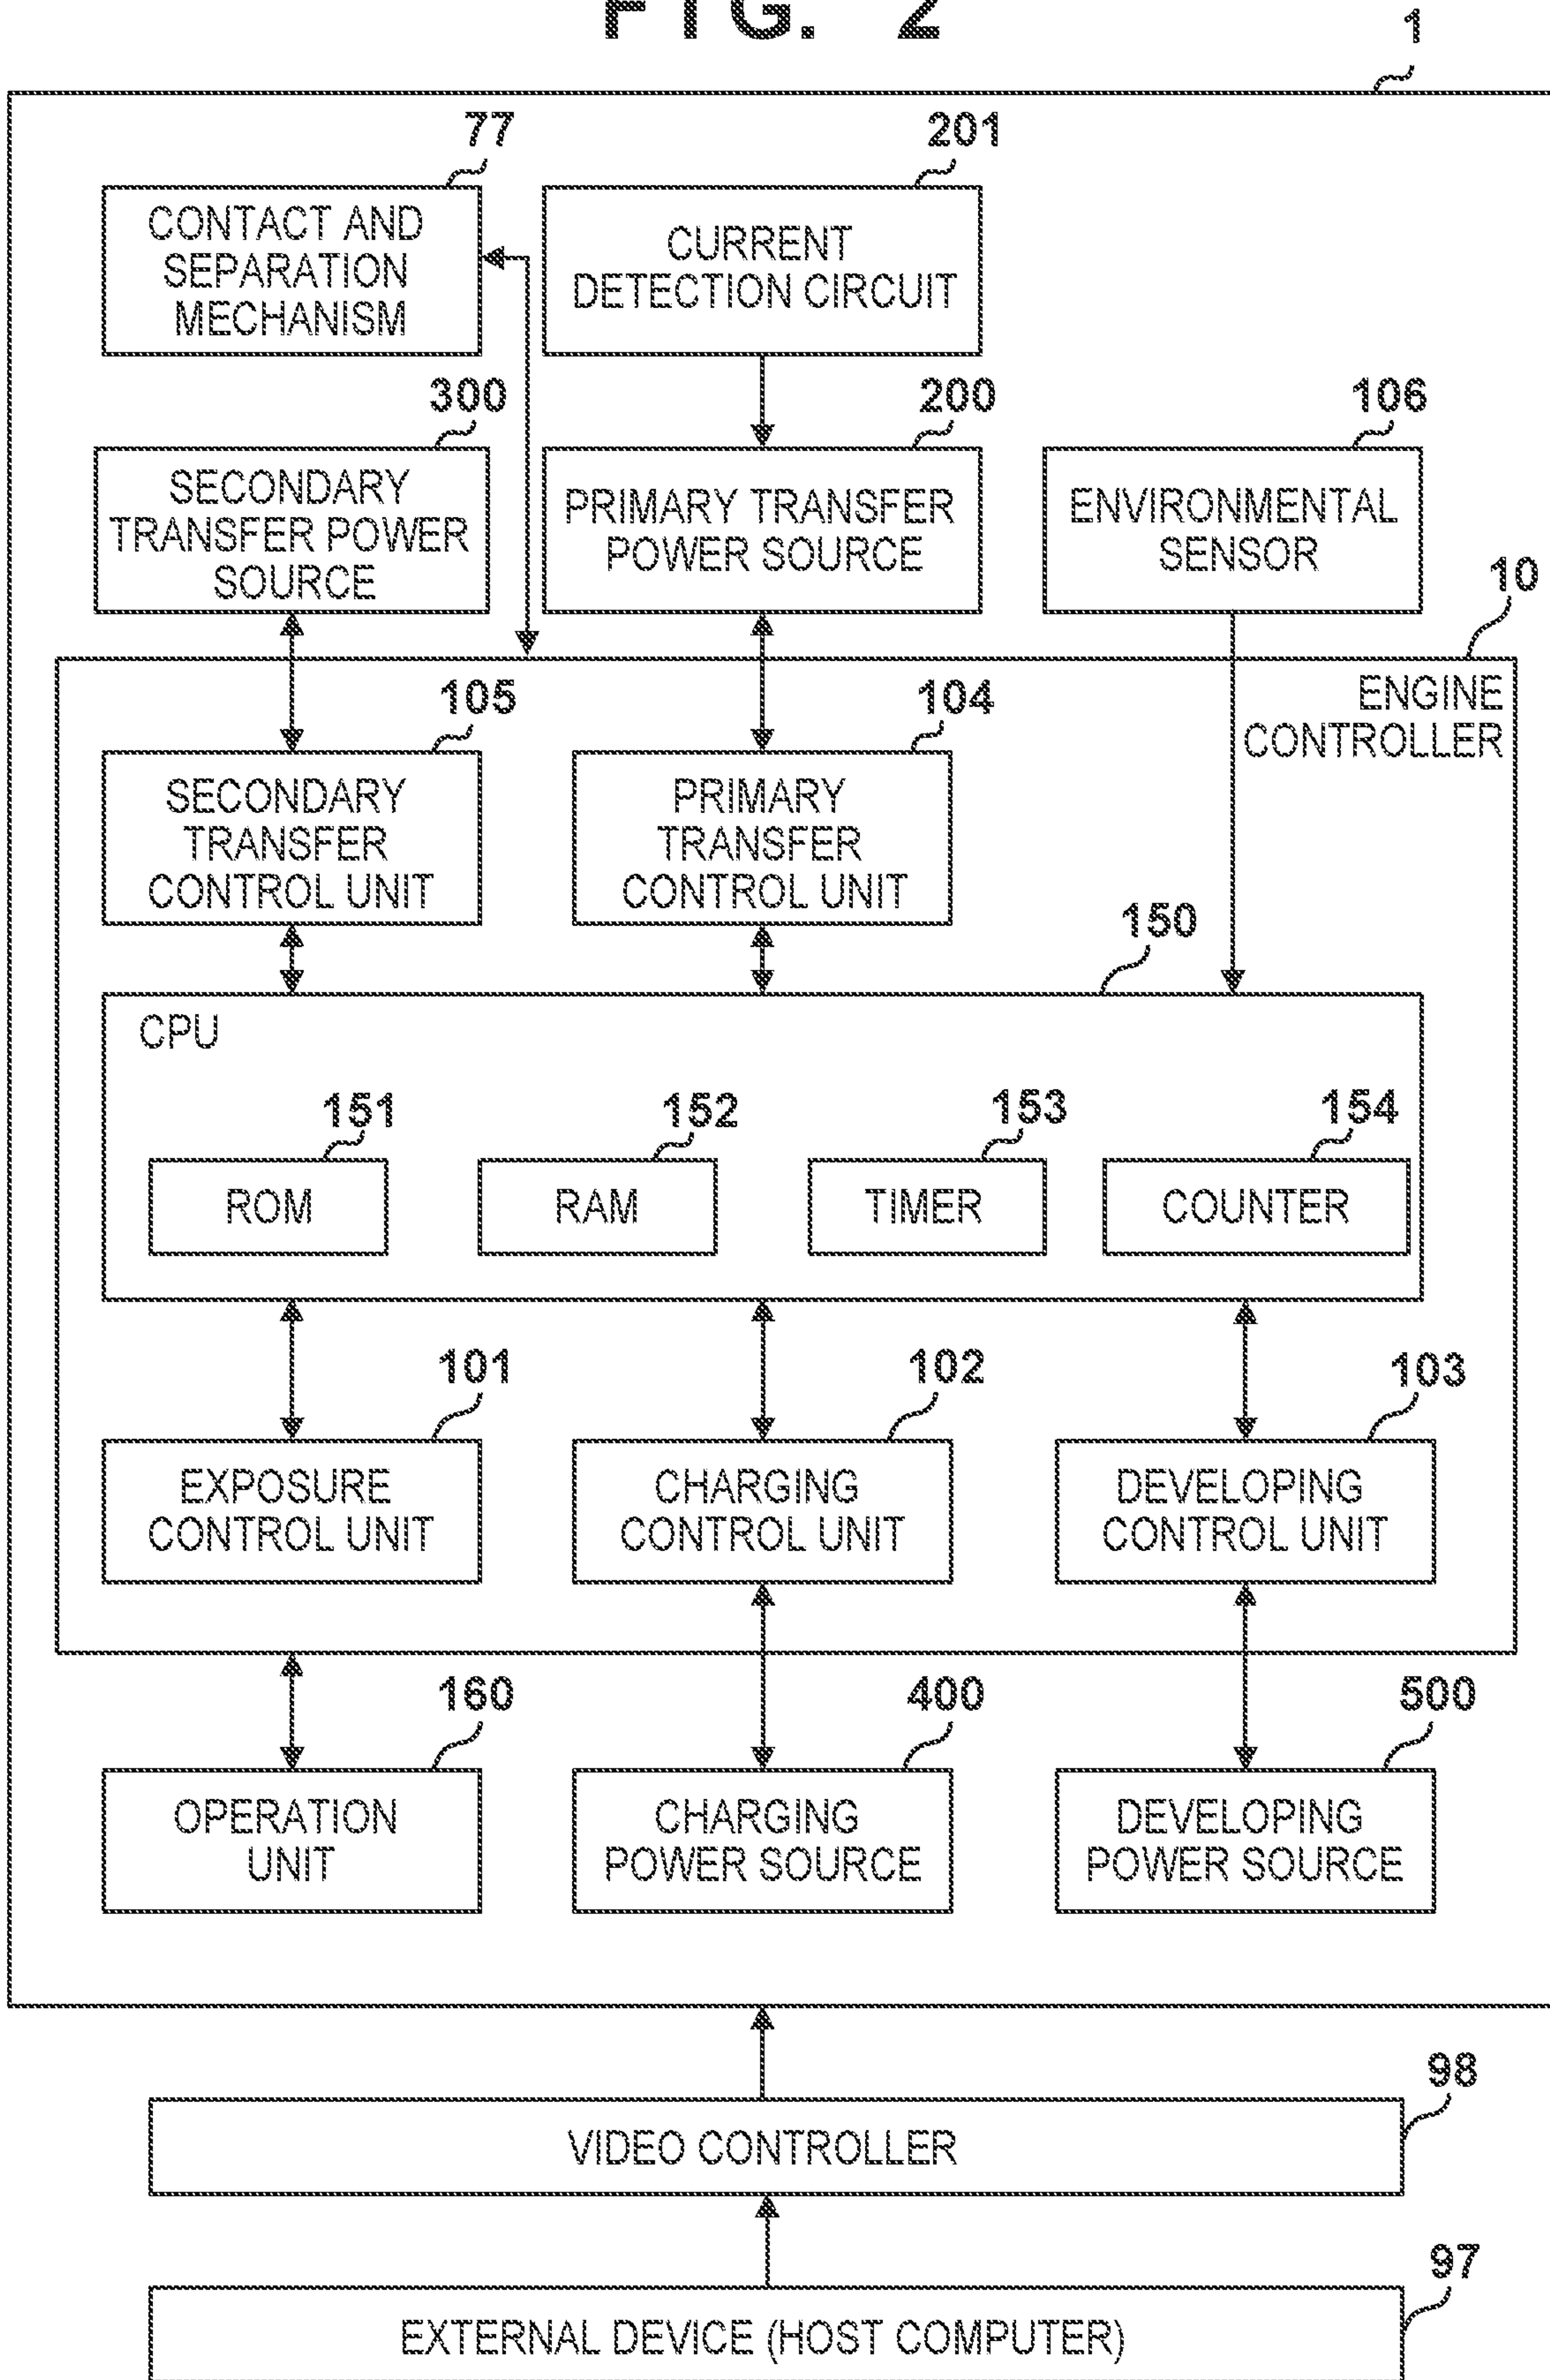 FIG. 2
1
77
201
CONTACT AND
SEPARATION
MECHANISM
CURRENT
DETECTION CIRCUIT
300
200
106
SECONDARY
TRANSFER POWER
SOURCE
PRIMARY TRANSFER
POWER SOURCE
ENVIRONMENTAL
SENSOR
10
ENGINE
CONTROLLER
105
104
SECONDARY
TRANSFER
CONTROL UNIT
PRIMARY
TRANSFER
CONTROL UNIT
150
CPU
151
152
153
154
ROM
RAM
TIMER
COUNTER
101
102
103
EXPOSURE
CONTROL UNIT
CHARGING
CONTROL UNIT
DEVELOPING
CONTROL UNIT
160
400
500
OPERATION
UNIT
CHARGING
POWER SOURCE
DEVELOPING
POWER SOURCE
98
VIDEO CONTROLLER
97
EXTERNAL DEVICE (HOST COMPUTER)